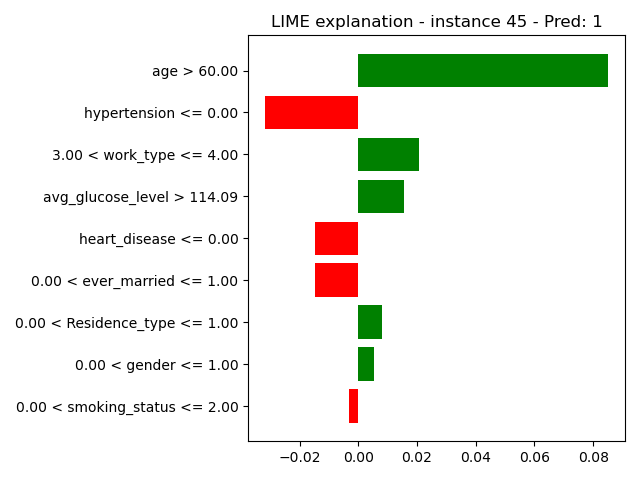 LIME explanation - instance 45 - Pred: 1
age > 60.00
hypertension <= 0.00
3.00 < work_type <= 4.00
avg_glucose_level > 114.09
heart_disease <= 0.00
0.00 < ever_married <= 1.00
0.00 < Residence_type <= 1.00
0.00 < gender <= 1.00
0.00 < smoking_status <= 2.00
−0.02 0.00 0.02 0.04 0.06 0.08